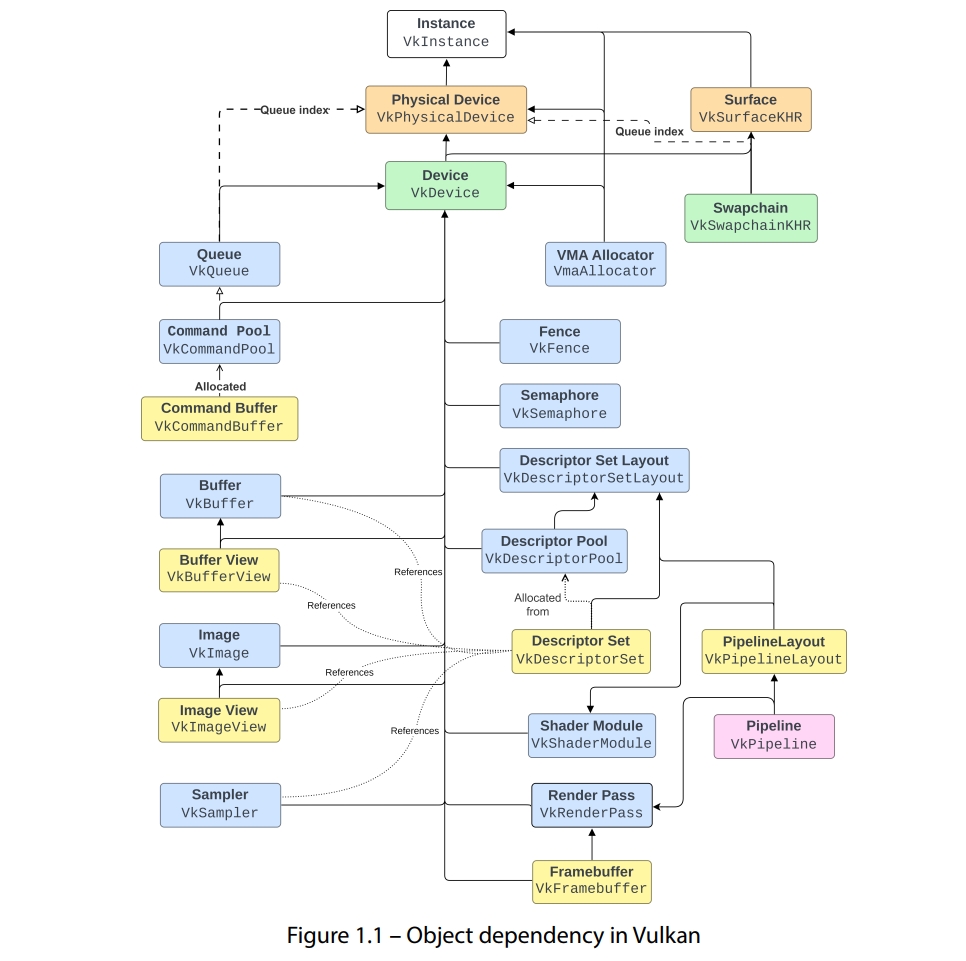 Instance
VkInstance
Physical Device
VkPhysicalDevice
Surface
VkSurfaceKHR
Queue index
Queue index
Device
VkDevice
Swapchain
VkSwapchainKHR
Queue
VkQueue
VMA Allocator
VmaAllocator
Command Pool
VkCommandPool
Fence
VkFence
Allocated
Command Buffer
VkCommandBuffer
Semaphore
VkSemaphore
Descriptor Set Layout
VkDescriptorSetLayout
Buffer
VkBuffer
Descriptor Pool
VkDescriptorPool
Buffer View
VkBufferView
References
References
Allocated
from
Image
VkImage
Descriptor Set
VkDescriptorSet
PipelineLayout
VkPipelineLayout
References
Image View
VkImageView
References
Shader Module
VkShaderModule
Pipeline
VkPipeline
Sampler
VkSampler
Render Pass
VkRenderPass
Framebuffer
VkFramebuffer
Figure 1.1 – Object dependency in Vulkan